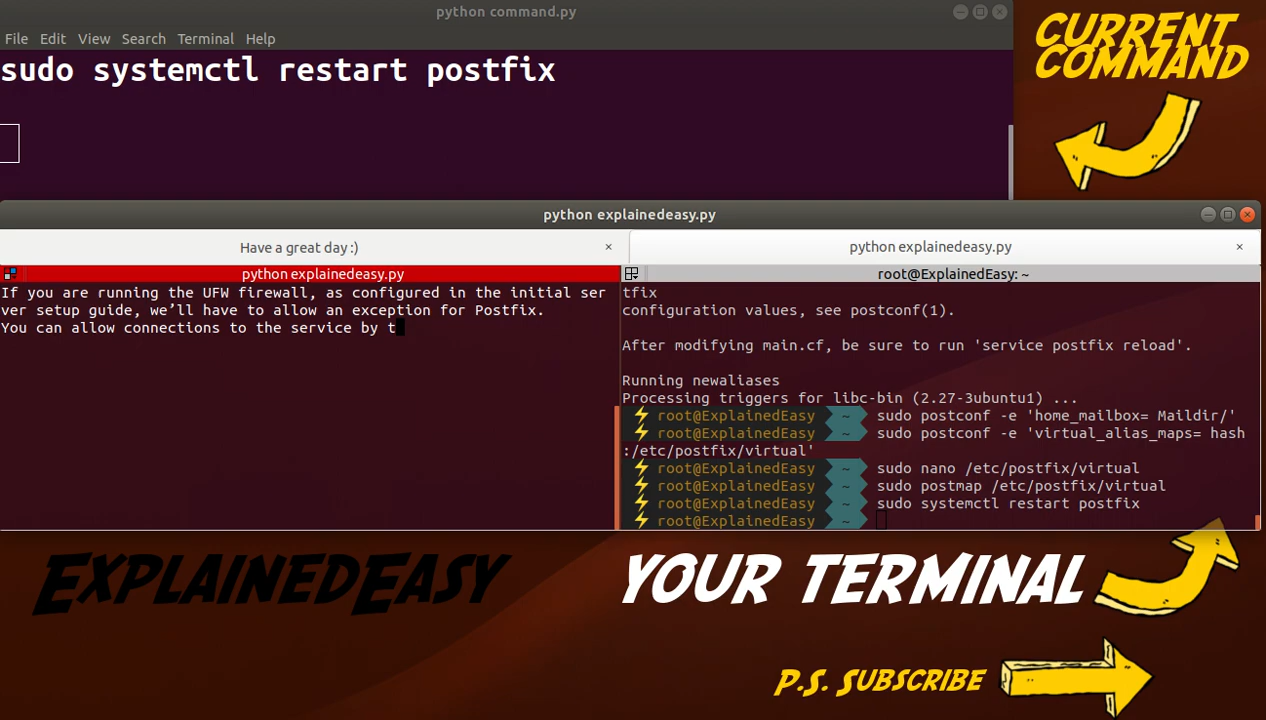 python command.py
File Edit View Search Terminal Help
sudo systemctl restart postfix
CURRENT
COMMAND
python explainedeasy.py
Have a great day :) ×
python explainedeasy.py ×
python explainedeasy.py
If you are running the UFW firewall, as configured in the initial ser
ver setup guide, we’ll have to allow an exception for Postfix.
You can allow connections to the service by t
root@ExplainedEasy: ~
tfix
configuration values, see postconf(1).
After modifying main.cf, be sure to run 'service postfix reload'.
Running newaliases
Processing triggers for libc-bin (2.27-3ubuntu1) ...
⚡ root@ExplainedEasy ~ sudo postconf -e 'home_mailbox= Maildir/'
⚡ root@ExplainedEasy ~ sudo postconf -e 'virtual_alias_maps= hash
:/etc/postfix/virtual'
⚡ root@ExplainedEasy ~ sudo nano /etc/postfix/virtual
⚡ root@ExplainedEasy ~ sudo postmap /etc/postfix/virtual
⚡ root@ExplainedEasy ~ sudo systemctl restart postfix
⚡ root@ExplainedEasy ~
EXPLAINEDEASY
YOUR TERMINAL
P.S. SUBSCRIBE